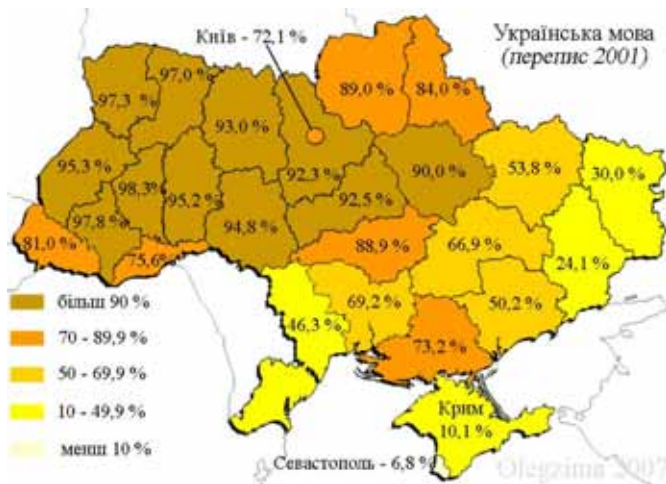 Українська мова
(перепис 2001)
Київ - 72,1 %
97,3 %
97,0 %
93,0 %
89,0 %
84,0 %
95,3 %
98,3%
95,2 %
92,3 %
92,5 %
90,0 %
53,8 %
30,0 %
97,8 %
94,8 %
81,0 %
75,6%
88,9 %
66,9 %
24,1 %
46,3 %
69,2 %
50,2 %
73,2 %
більш 90 %
70 - 89,9 %
50 - 69,9 %
10 - 49,9 %
менш 10 %
Крим
10,1 %
Севастополь - 6,8 %
Olegzima 2007